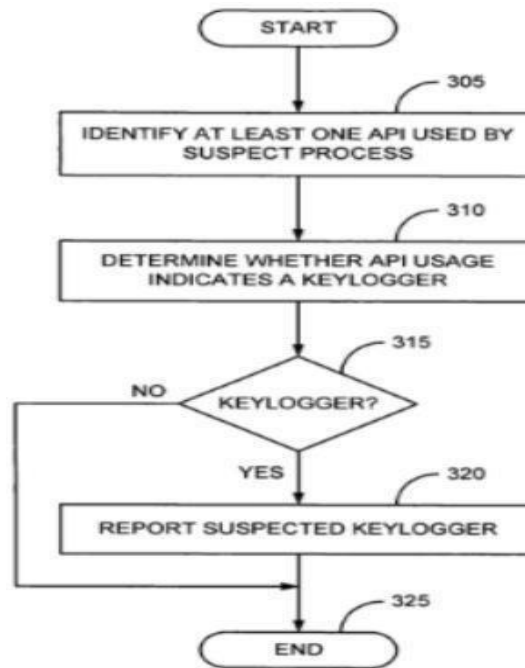 START
305
IDENTIFY AT LEAST ONE API USED BY
SUSPECT PROCESS
310
DETERMINE WHETHER API USAGE
INDICATES A KEYLOGGER
315
NO
KEYLOGGER?
YES
320
REPORT SUSPECTED KEYLOGGER
325
END